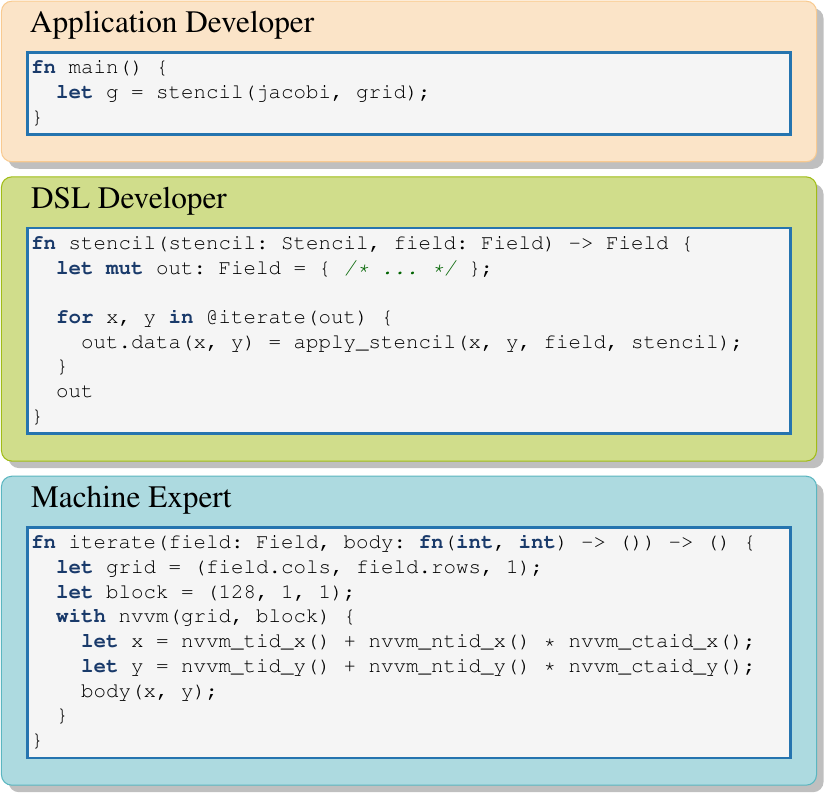 Application Developer
fn main() {
  let g = stencil(jacobi, grid);
}
DSL Developer
fn stencil(stencil: Stencil, field: Field) -> Field {
  let mut out: Field = { /* ... */ };
  for x, y in @iterate(out) {
    out.data(x, y) = apply_stencil(x, y, field, stencil);
  }
  out
}
Machine Expert
fn iterate(field: Field, body: fn(int, int) -> ()) -> () {
  let grid = (field.cols, field.rows, 1);
  let block = (128, 1, 1);
  with nvvm(grid, block) {
    let x = nvvm_tid_x() + nvvm_ntid_x() * nvvm_ctaid_x();
    let y = nvvm_tid_y() + nvvm_ntid_y() * nvvm_ctaid_y();
    body(x, y);
  }
}